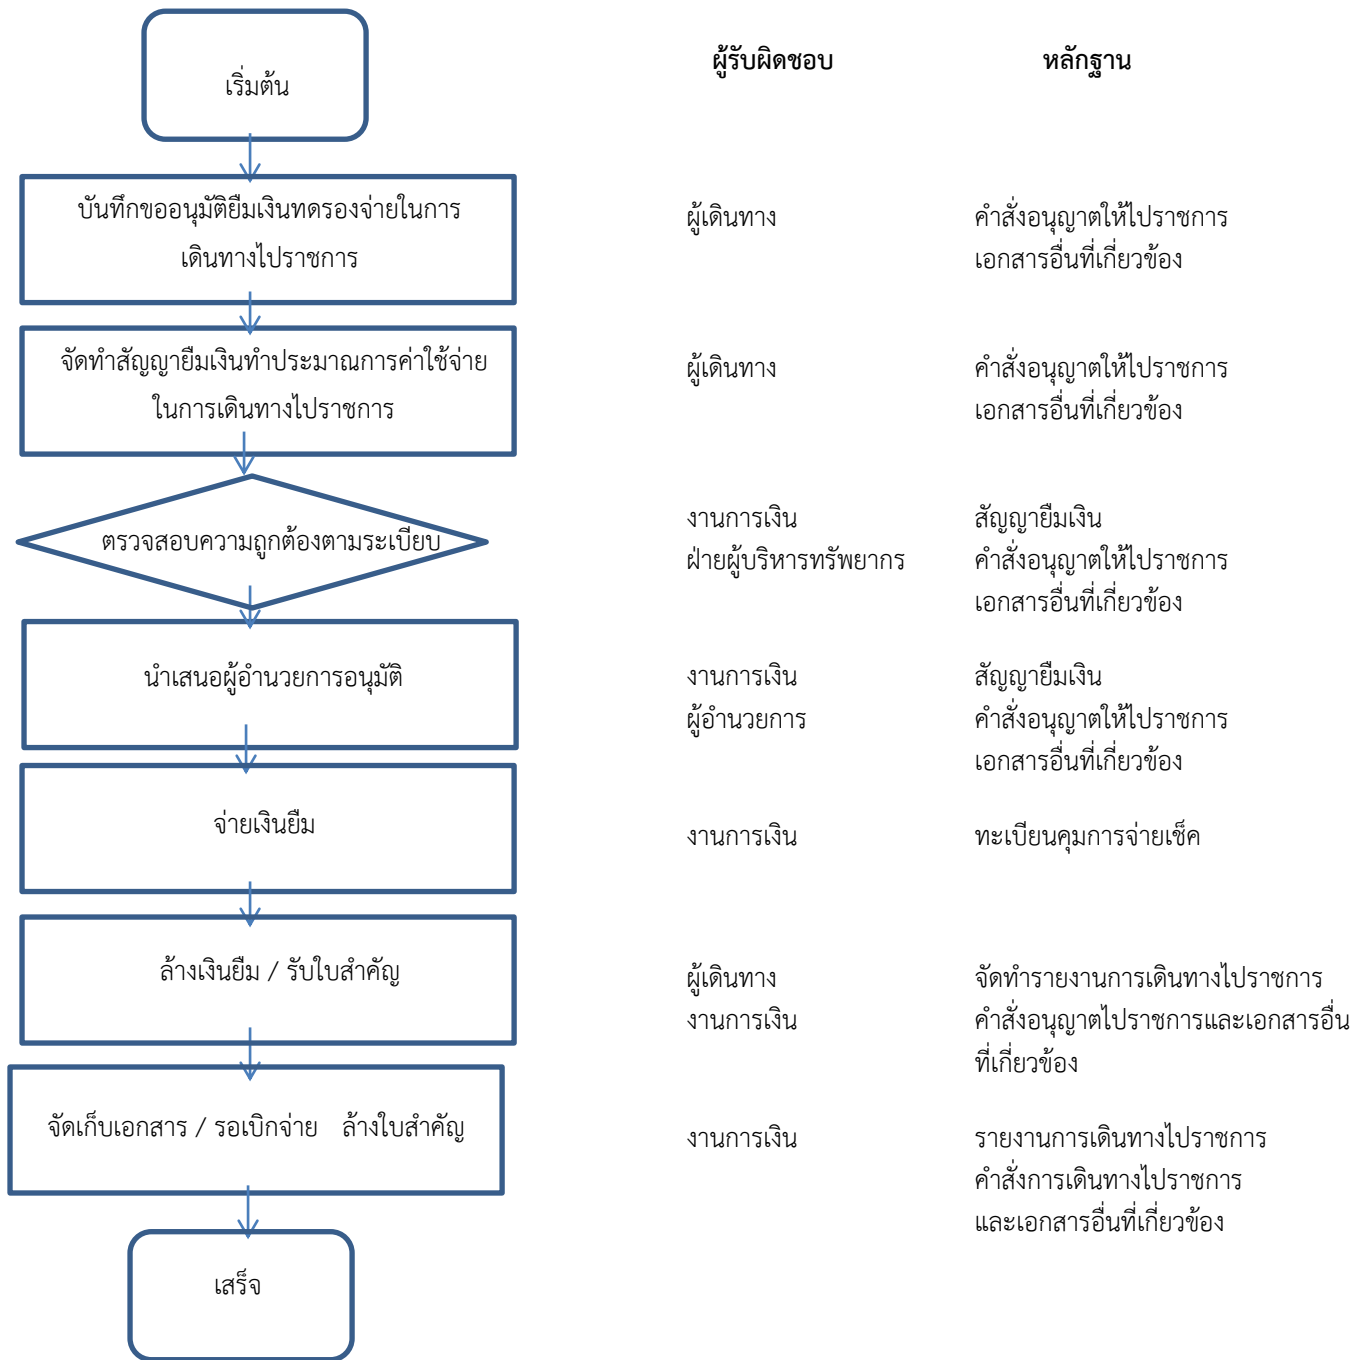 ผู้รับผิดชอบ หลักฐาน
เริ่มต้น
บันทึกขออนุมัติยืมเงินทดรองจ่ายในการ
เดินทางไปราชการ
ผู้เดินทาง คำสั่งอนุญาตให้ไปราชการ
เอกสารอื่นที่เกี่ยวข้อง
จัดทำสัญญายืมเงินทำประมาณการค่าใช้จ่าย
ในการเดินทางไปราชการ
ผู้เดินทาง คำสั่งอนุญาตให้ไปราชการ
เอกสารอื่นที่เกี่ยวข้อง
ตรวจสอบความถูกต้องตามระเบียบ
งานการเงิน สัญญายืมเงิน
ฝ่ายผู้บริหารทรัพยากร คำสั่งอนุญาตให้ไปราชการ
เอกสารอื่นที่เกี่ยวข้อง
นำเสนอผู้อำนวยการอนุมัติ
งานการเงิน สัญญายืมเงิน
ผู้อำนวยการ คำสั่งอนุญาตให้ไปราชการ
เอกสารอื่นที่เกี่ยวข้อง
จ่ายเงินยืม
งานการเงิน ทะเบียนคุมการจ่ายเช็ค
ล้างเงินยืม / รับใบสำคัญ
ผู้เดินทาง จัดทำรายงานการเดินทางไปราชการ
งานการเงิน คำสั่งอนุญาตไปราชการและเอกสารอื่น
ที่เกี่ยวข้อง
จัดเก็บเอกสาร / รอเบิกจ่าย ล้างใบสำคัญ
งานการเงิน รายงานการเดินทางไปราชการ
คำสั่งการเดินทางไปราชการ
และเอกสารอื่นที่เกี่ยวข้อง
เสร็จ